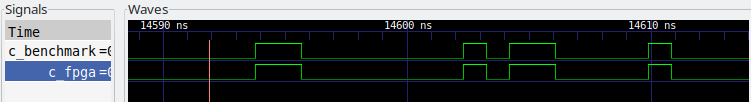 Signals
Waves
Time
c_benchmark=0
c_fpga=0
14590 ns
14600 ns
14610 ns